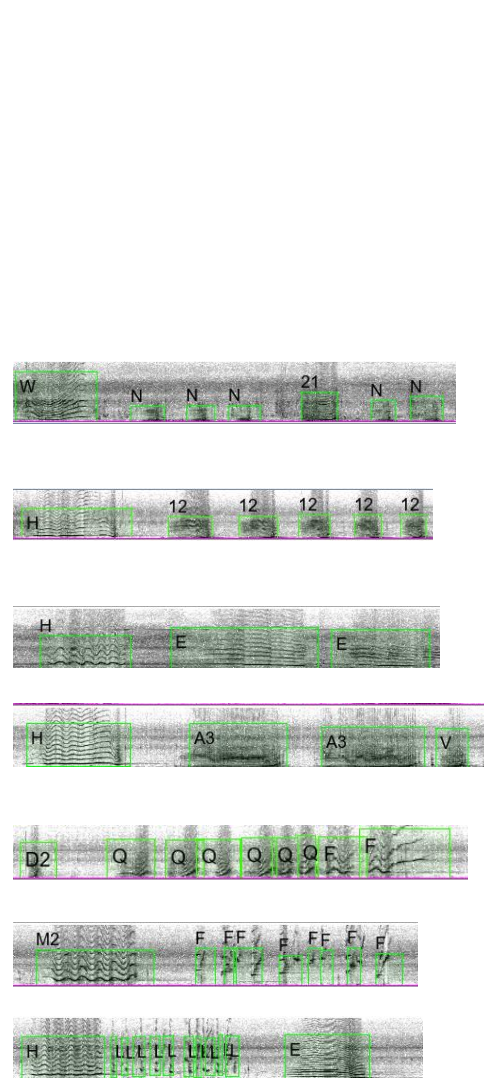 W N N N 21 N N
H 12 12 12 12 12
H E E
H A3 A3 V
D2 Q Q Q Q Q Q F F
M2 F F F F F F F F
H L L L L L L L L L L E